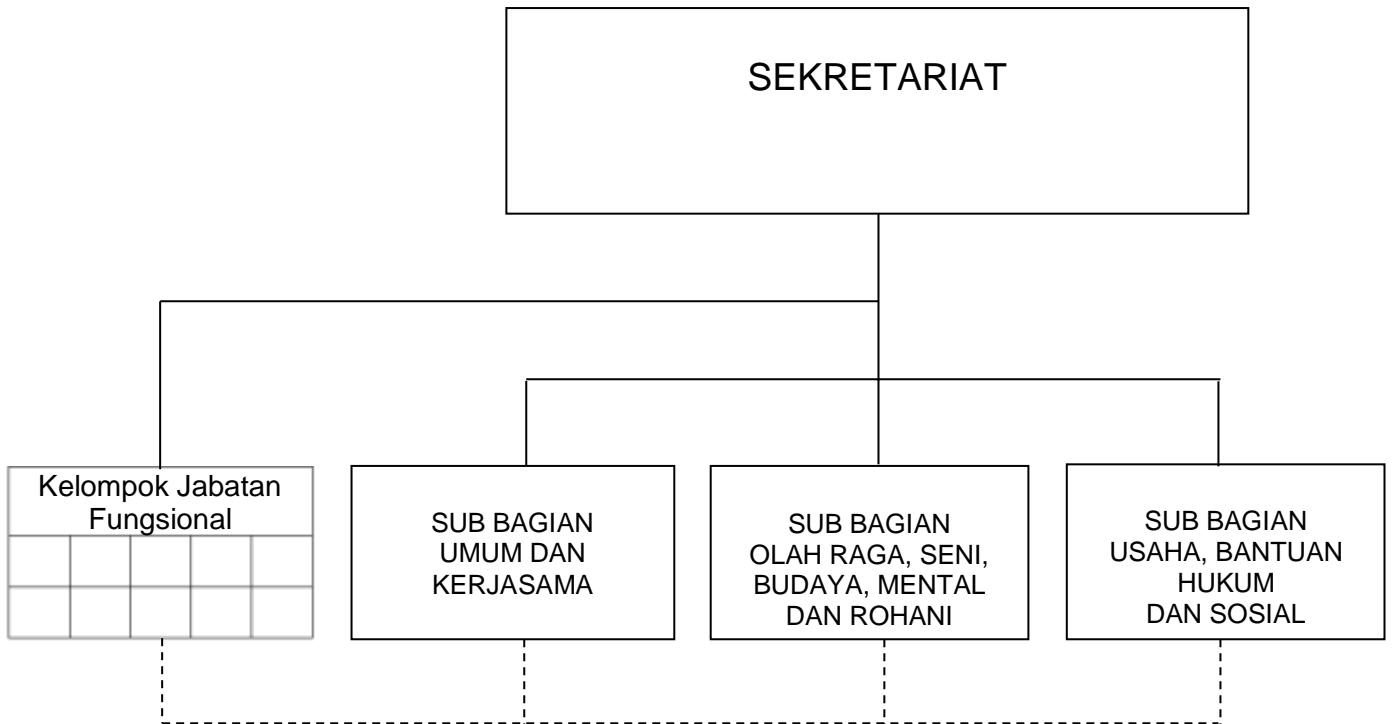 SEKRETARIAT
Kelompok Jabatan
Fungsional
SUB BAGIAN
UMUM DAN
KERJASAMA
SUB BAGIAN
OLAH RAGA, SENI,
BUDAYA, MENTAL
DAN ROHANI
SUB BAGIAN
USAHA, BANTUAN
HUKUM
DAN SOSIAL